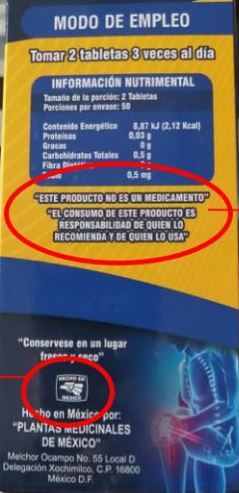 MODO DE EMPLEO
Tomar 2 tabletas 3 veces al día
INFORMACIÓN NUTRIMENTAL
Tamaño de la porción: 2 Tabletas
Porciones por envase: 50
Contenido Energético 8,87 kJ (2,12 Kcal)
Proteínas 0,03 g
Grasas 0 g
Carbohidratos Totales 0,5 g
Fibra
0,5 mg
"ESTE PRODUCTO NO ES UN MEDICAMENTO"
"EL CONSUMO DE ESTE PRODUCTO ES
RESPONSABILIDAD DE QUIEN LO
RECOMIENDA Y DE QUIEN LO USA"
"Conservese en un lugar
fresco y seco"
HECHO EN
MÉXICO
Hecho en México por:
"PLANTAS MEDICINALES
DE MÉXICO"
Melchor Ocampo No. 55 Local D
Delegación Xochimilco, C.P. 16800
México D.F.